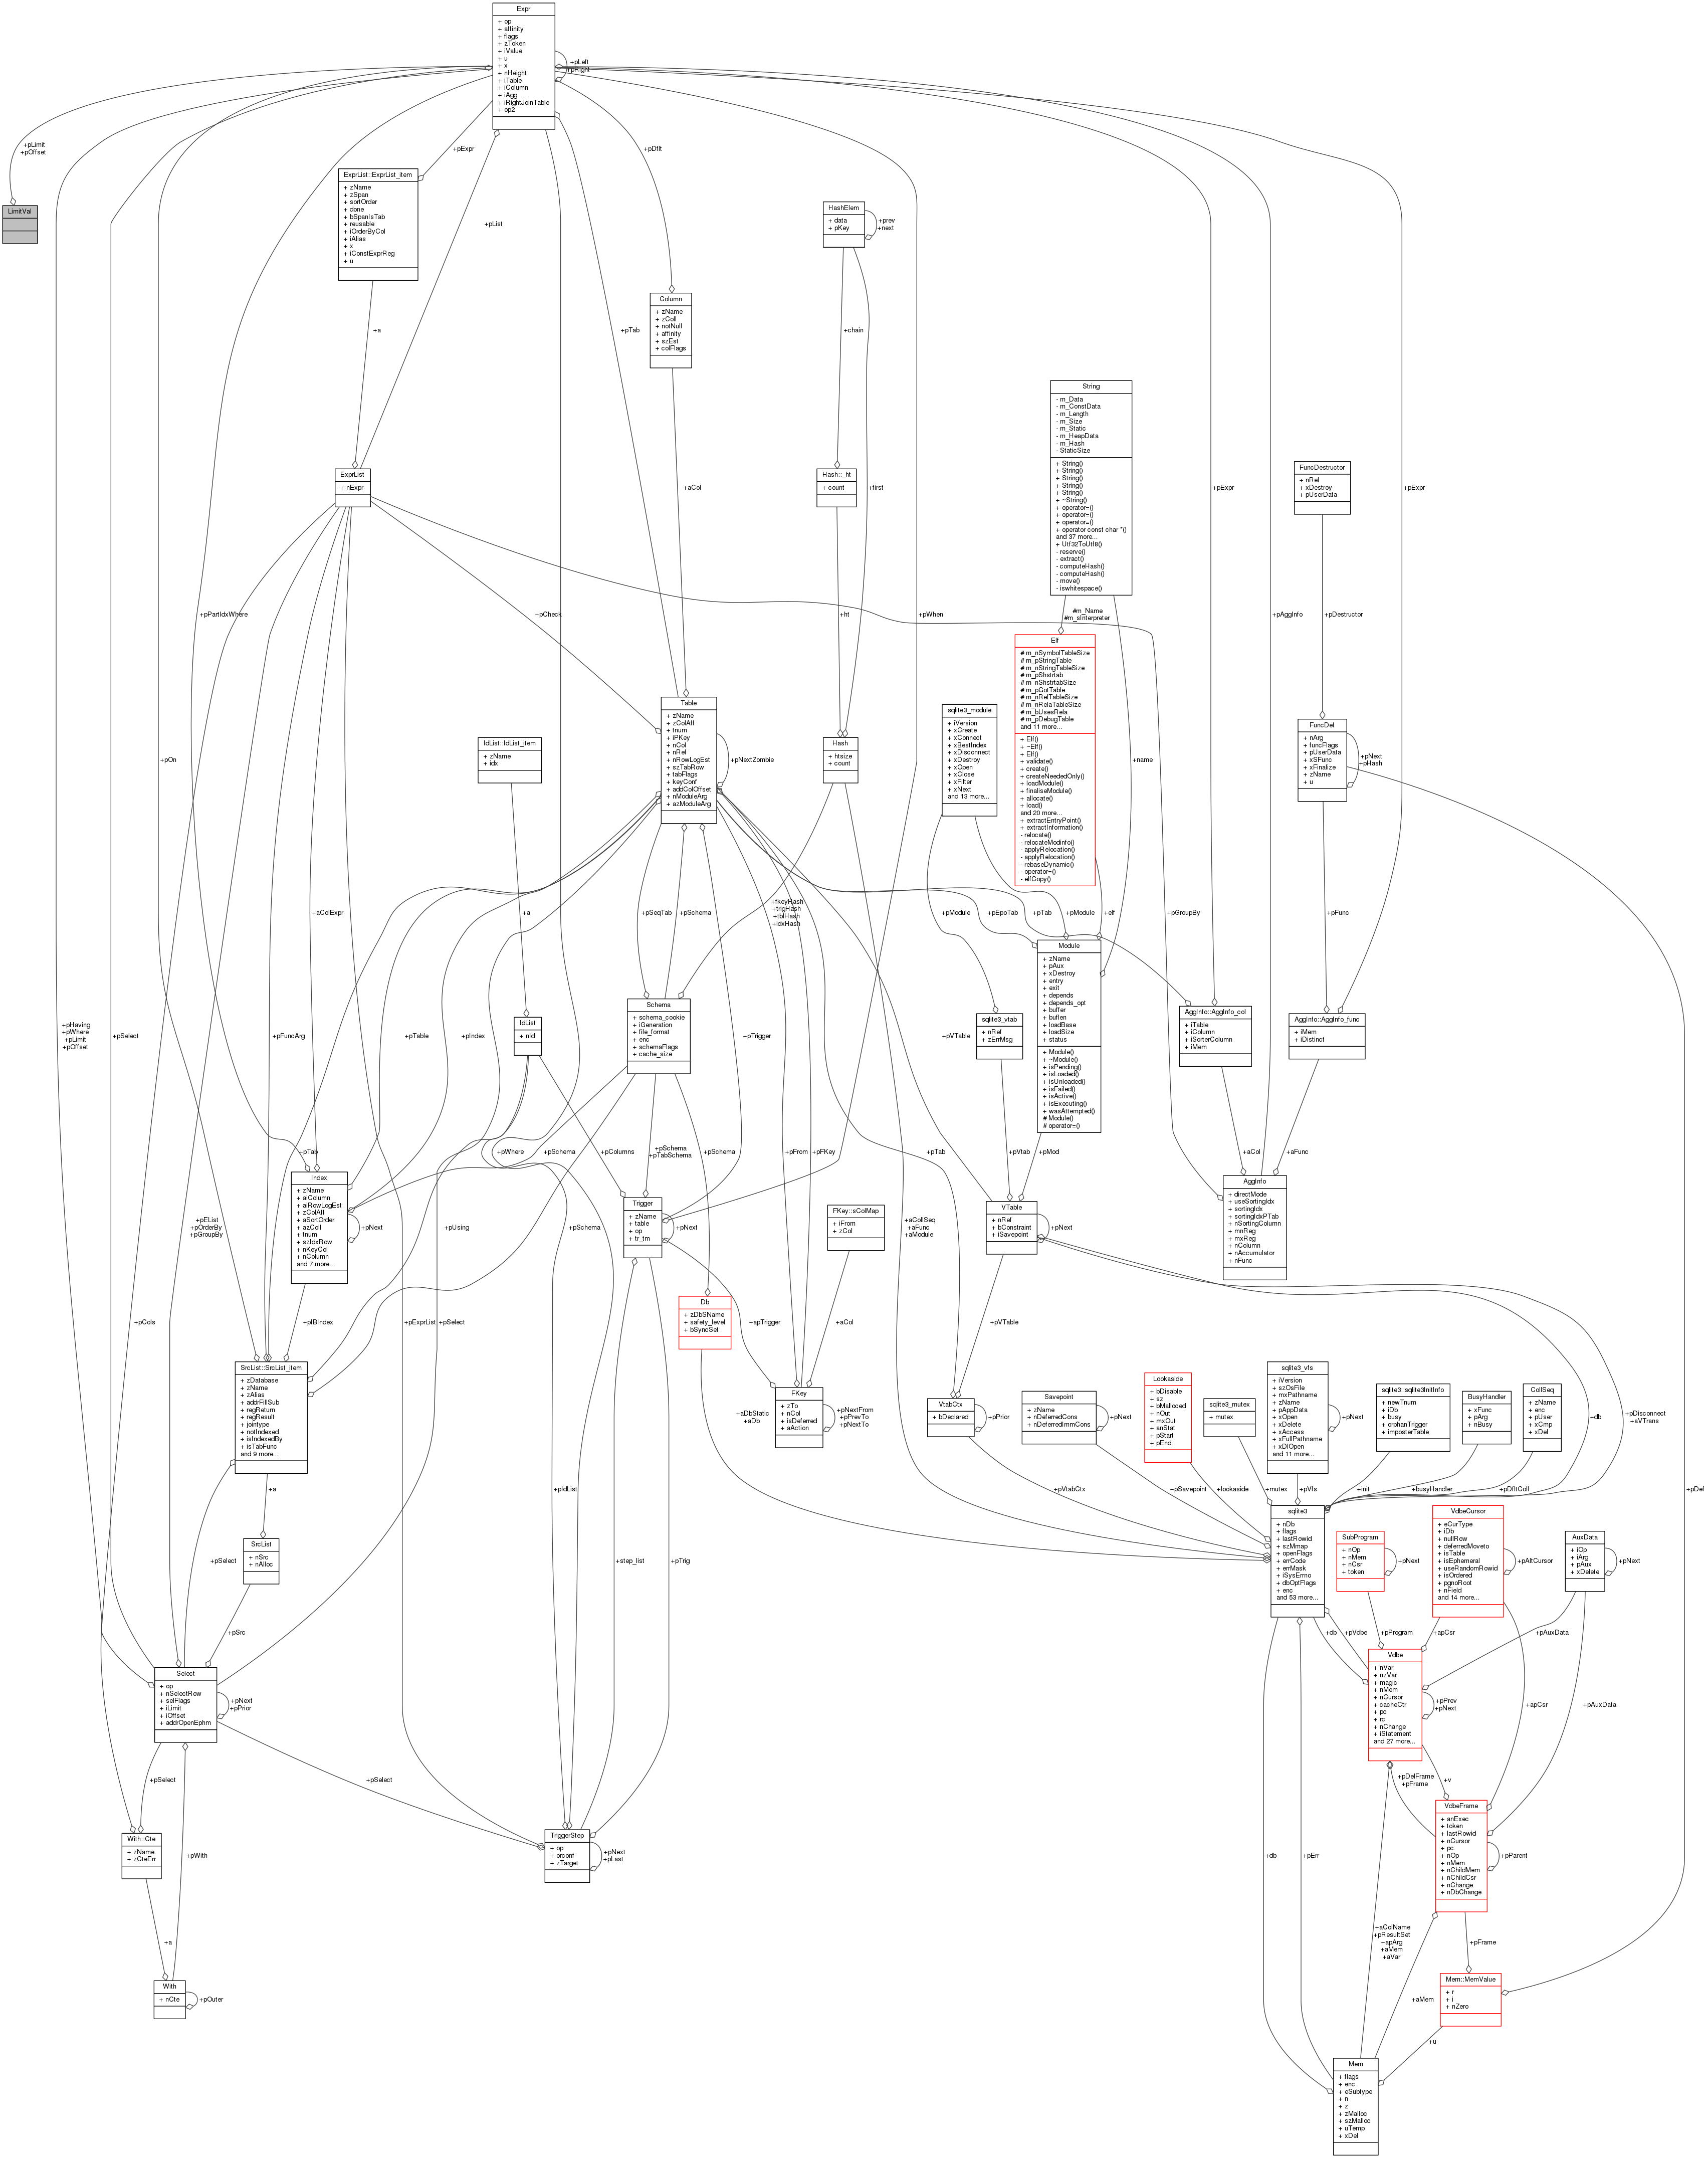 Expr
+ op
+ affinity
+ flags
+ zToken
+ iValue
+ u
+ x
+ nHeight
+ iTable
+ iColumn
+ iAgg
+ iRightJoinTable
+ op2
+pLeft
+pRight
+pLimit
+pOffset
LimitVal
+pExpr
+pDflt
+pList
ExprList::ExprList_item
+ zName
+ zSpan
+ sortOrder
+ done
+ bSpanIsTab
+ reusable
+ iOrderByCol
+ iAlias
+ x
+ iConstExprReg
+ u
HashElem
+ data
+ pKey
+prev
+next
Column
+ zName
+ zColl
+ notNull
+ affinity
+ szEst
+ colFlags
+a
+pTab
+chain
+first
String
- m_Data
- m_ConstData
- m_Length
- m_Size
- m_Static
- m_HeapData
- m_Hash
- StaticSize
+ String()
+ String()
+ String()
+ String()
+ String()
+ ~String()
+ operator=()
+ operator=()
+ operator=()
+ operator const char *()
and 37 more...
+ Utf32ToUtf8()
- reserve()
- extract()
- computeHash()
- computeHash()
- move()
- iswhitespace()
ExprList
+ nExpr
+aCol
Hash::_ht
+ count
+pExpr
+pExpr
FuncDestructor
+ nRef
+ xDestroy
+ pUserData
+pPartIdxWhere
+pCheck
+ht
+pWhen
#m_Name
#m_sInterpreter
+pAggInfo
+pDestructor
Elf
# m_nSymbolTableSize
# m_pStringTable
# m_nStringTableSize
# m_pShstrtab
# m_nShstrtabSize
# m_pGotTable
# m_nRelTableSize
# m_nRelaTableSize
# m_bUsesRela
# m_pDebugTable
and 11 more...
+ Elf()
+ ~Elf()
+ Elf()
+ validate()
+ create()
+ createNeededOnly()
+ loadModule()
+ finaliseModule()
+ allocate()
+ load()
and 20 more...
+ extractEntryPoint()
+ extractInformation()
- relocate()
- relocateModinfo()
- applyRelocation()
- applyRelocation()
- rebaseDynamic()
- operator=()
- elfCopy()
+name
Table
+ zName
+ zColAff
+ tnum
+ iPKey
+ nCol
+ nRef
+ nRowLogEst
+ szTabRow
+ tabFlags
+ keyConf
+ addColOffset
+ nModuleArg
+ azModuleArg
+pNextZombie
sqlite3_module
+ iVersion
+ xCreate
+ xConnect
+ xBestIndex
+ xDisconnect
+ xDestroy
+ xOpen
+ xClose
+ xFilter
+ xNext
and 13 more...
FuncDef
+ nArg
+ funcFlags
+ pUserData
+ xSFunc
+ xFinalize
+ zName
+ u
+pNext
+pHash
+pOn
IdList::IdList_item
+ zName
+ idx
Hash
+ htsize
+ count
+aColExpr
+a
+pSeqTab
+pSchema
+fkeyHash
+trigHash
+tblHash
+idxHash
+pModule
+pEpoTab
+pTab
+pModule
+elf
+pGroupBy
+pFunc
Module
+ zName
+ pAux
+ xDestroy
+ entry
+ exit
+ depends
+ depends_opt
+ buffer
+ buflen
+ loadBase
+ loadSize
+ status
+ Module()
+ ~Module()
+ isPending()
+ isLoaded()
+ isUnloaded()
+ isFailed()
+ isActive()
+ isExecuting()
+ wasAttempted()
# Module()
# operator=()
+pHaving
+pWhere
+pLimit
+pOffset
+pSelect
+pFuncArg
+pTable
+pIndex
IdList
+ nId
Schema
+ schema_cookie
+ iGeneration
+ file_format
+ enc
+ schemaFlags
+ cache_size
+pTrigger
+pVTable
sqlite3_vtab
+ nRef
+ zErrMsg
AggInfo::AggInfo_col
+ iTable
+ iColumn
+ iSorterColumn
+ iMem
AggInfo::AggInfo_func
+ iMem
+ iDistinct
+pTab
+pWhere
+pSchema
+pColumns
+pSchema
+pTabSchema
+pSchema
+pFrom
+pFKey
+pTab
+pVtab
+pMod
+aCol
+aFunc
Index
+ zName
+ aiColumn
+ aiRowLogEst
+ zColAff
+ aSortOrder
+ azColl
+ tnum
+ szIdxRow
+ nKeyCol
+ nColumn
and 7 more...
+pNext
AggInfo
+ directMode
+ useSortingIdx
+ sortingIdx
+ sortingIdxPTab
+ nSortingColumn
+ mnReg
+ mxReg
+ nColumn
+ nAccumulator
+ nFunc
+pEList
+pOrderBy
+pGroupBy
+pUsing
+pSchema
Trigger
+ zName
+ table
+ op
+ tr_tm
+pNext
FKey::sColMap
+ iFrom
+ zCol
+aCollSeq
+aFunc
+aModule
VTable
+ nRef
+ bConstraint
+ iSavepoint
+pNext
+pCols
+pIBIndex
+pExprList
+pSelect
Db
+ zDbSName
+ safety_level
+ bSyncSet
+apTrigger
+aCol
+pVTable
+db
+pDisconnect
+aVTrans
SrcList::SrcList_item
+ zDatabase
+ zName
+ zAlias
+ addrFillSub
+ regReturn
+ regResult
+ jointype
+ notIndexed
+ isIndexedBy
+ isTabFunc
and 9 more...
+aDbStatic
+aDb
FKey
+ zTo
+ nCol
+ isDeferred
+ aAction
+pNextFrom
+pPrevTo
+pNextTo
VtabCtx
+ bDeclared
+pPrior
Savepoint
+ zName
+ nDeferredCons
+ nDeferredImmCons
+pNext
Lookaside
+ bDisable
+ sz
+ bMalloced
+ nOut
+ mxOut
+ anStat
+ pStart
+ pEnd
sqlite3_mutex
+ mutex
sqlite3_vfs
+ iVersion
+ szOsFile
+ mxPathname
+ zName
+ pAppData
+ xOpen
+ xDelete
+ xAccess
+ xFullPathname
+ xDlOpen
and 11 more...
+pNext
sqlite3::sqlite3InitInfo
+ newTnum
+ iDb
+ busy
+ orphanTrigger
+ imposterTable
BusyHandler
+ xFunc
+ pArg
+ nBusy
CollSeq
+ zName
+ enc
+ pUser
+ xCmp
+ xDel
+a
+pIdList
+pVtabCtx
+pSavepoint
+lookaside
+mutex
+pVfs
+init
+busyHandler
+pDfltColl
+pDef
SrcList
+ nSrc
+ nAlloc
+pSelect
+step_list
+pTrig
sqlite3
+ nDb
+ flags
+ lastRowid
+ szMmap
+ openFlags
+ errCode
+ errMask
+ iSysErrno
+ dbOptFlags
+ enc
and 53 more...
SubProgram
+ nOp
+ nMem
+ nCsr
+ token
+pNext
VdbeCursor
+ eCurType
+ iDb
+ nullRow
+ deferredMoveto
+ isTable
+ isEphemeral
+ useRandomRowid
+ isOrdered
+ pgnoRoot
+ nField
and 14 more...
+pAltCursor
AuxData
+ iOp
+ iArg
+ pAux
+ xDelete
+pNext
+pSrc
+db
+pVdbe
+pProgram
+apCsr
+pAuxData
Select
+ op
+ nSelectRow
+ selFlags
+ iLimit
+ iOffset
+ addrOpenEphm
+pNext
+pPrior
Vdbe
+ nVar
+ nzVar
+ magic
+ nMem
+ nCursor
+ cacheCtr
+ pc
+ rc
+ nChange
+ iStatement
and 27 more...
+pPrev
+pNext
+apCsr
+pAuxData
+pSelect
+pSelect
+pDelFrame
+pFrame
+v
With::Cte
+ zName
+ zCteErr
+pWith
TriggerStep
+ op
+ orconf
+ zTarget
+pNext
+pLast
+db
+pErr
VdbeFrame
+ anExec
+ token
+ lastRowid
+ nCursor
+ pc
+ nOp
+ nMem
+ nChildMem
+ nChildCsr
+ nChange
+ nDbChange
+pParent
+a
+aColName
+pResultSet
+apArg
+aMem
+aVar
+pFrame
With
+ nCte
+pOuter
+aMem
Mem::MemValue
+ r
+ i
+ nZero
+u
Mem
+ flags
+ enc
+ eSubtype
+ n
+ z
+ zMalloc
+ szMalloc
+ uTemp
+ xDel